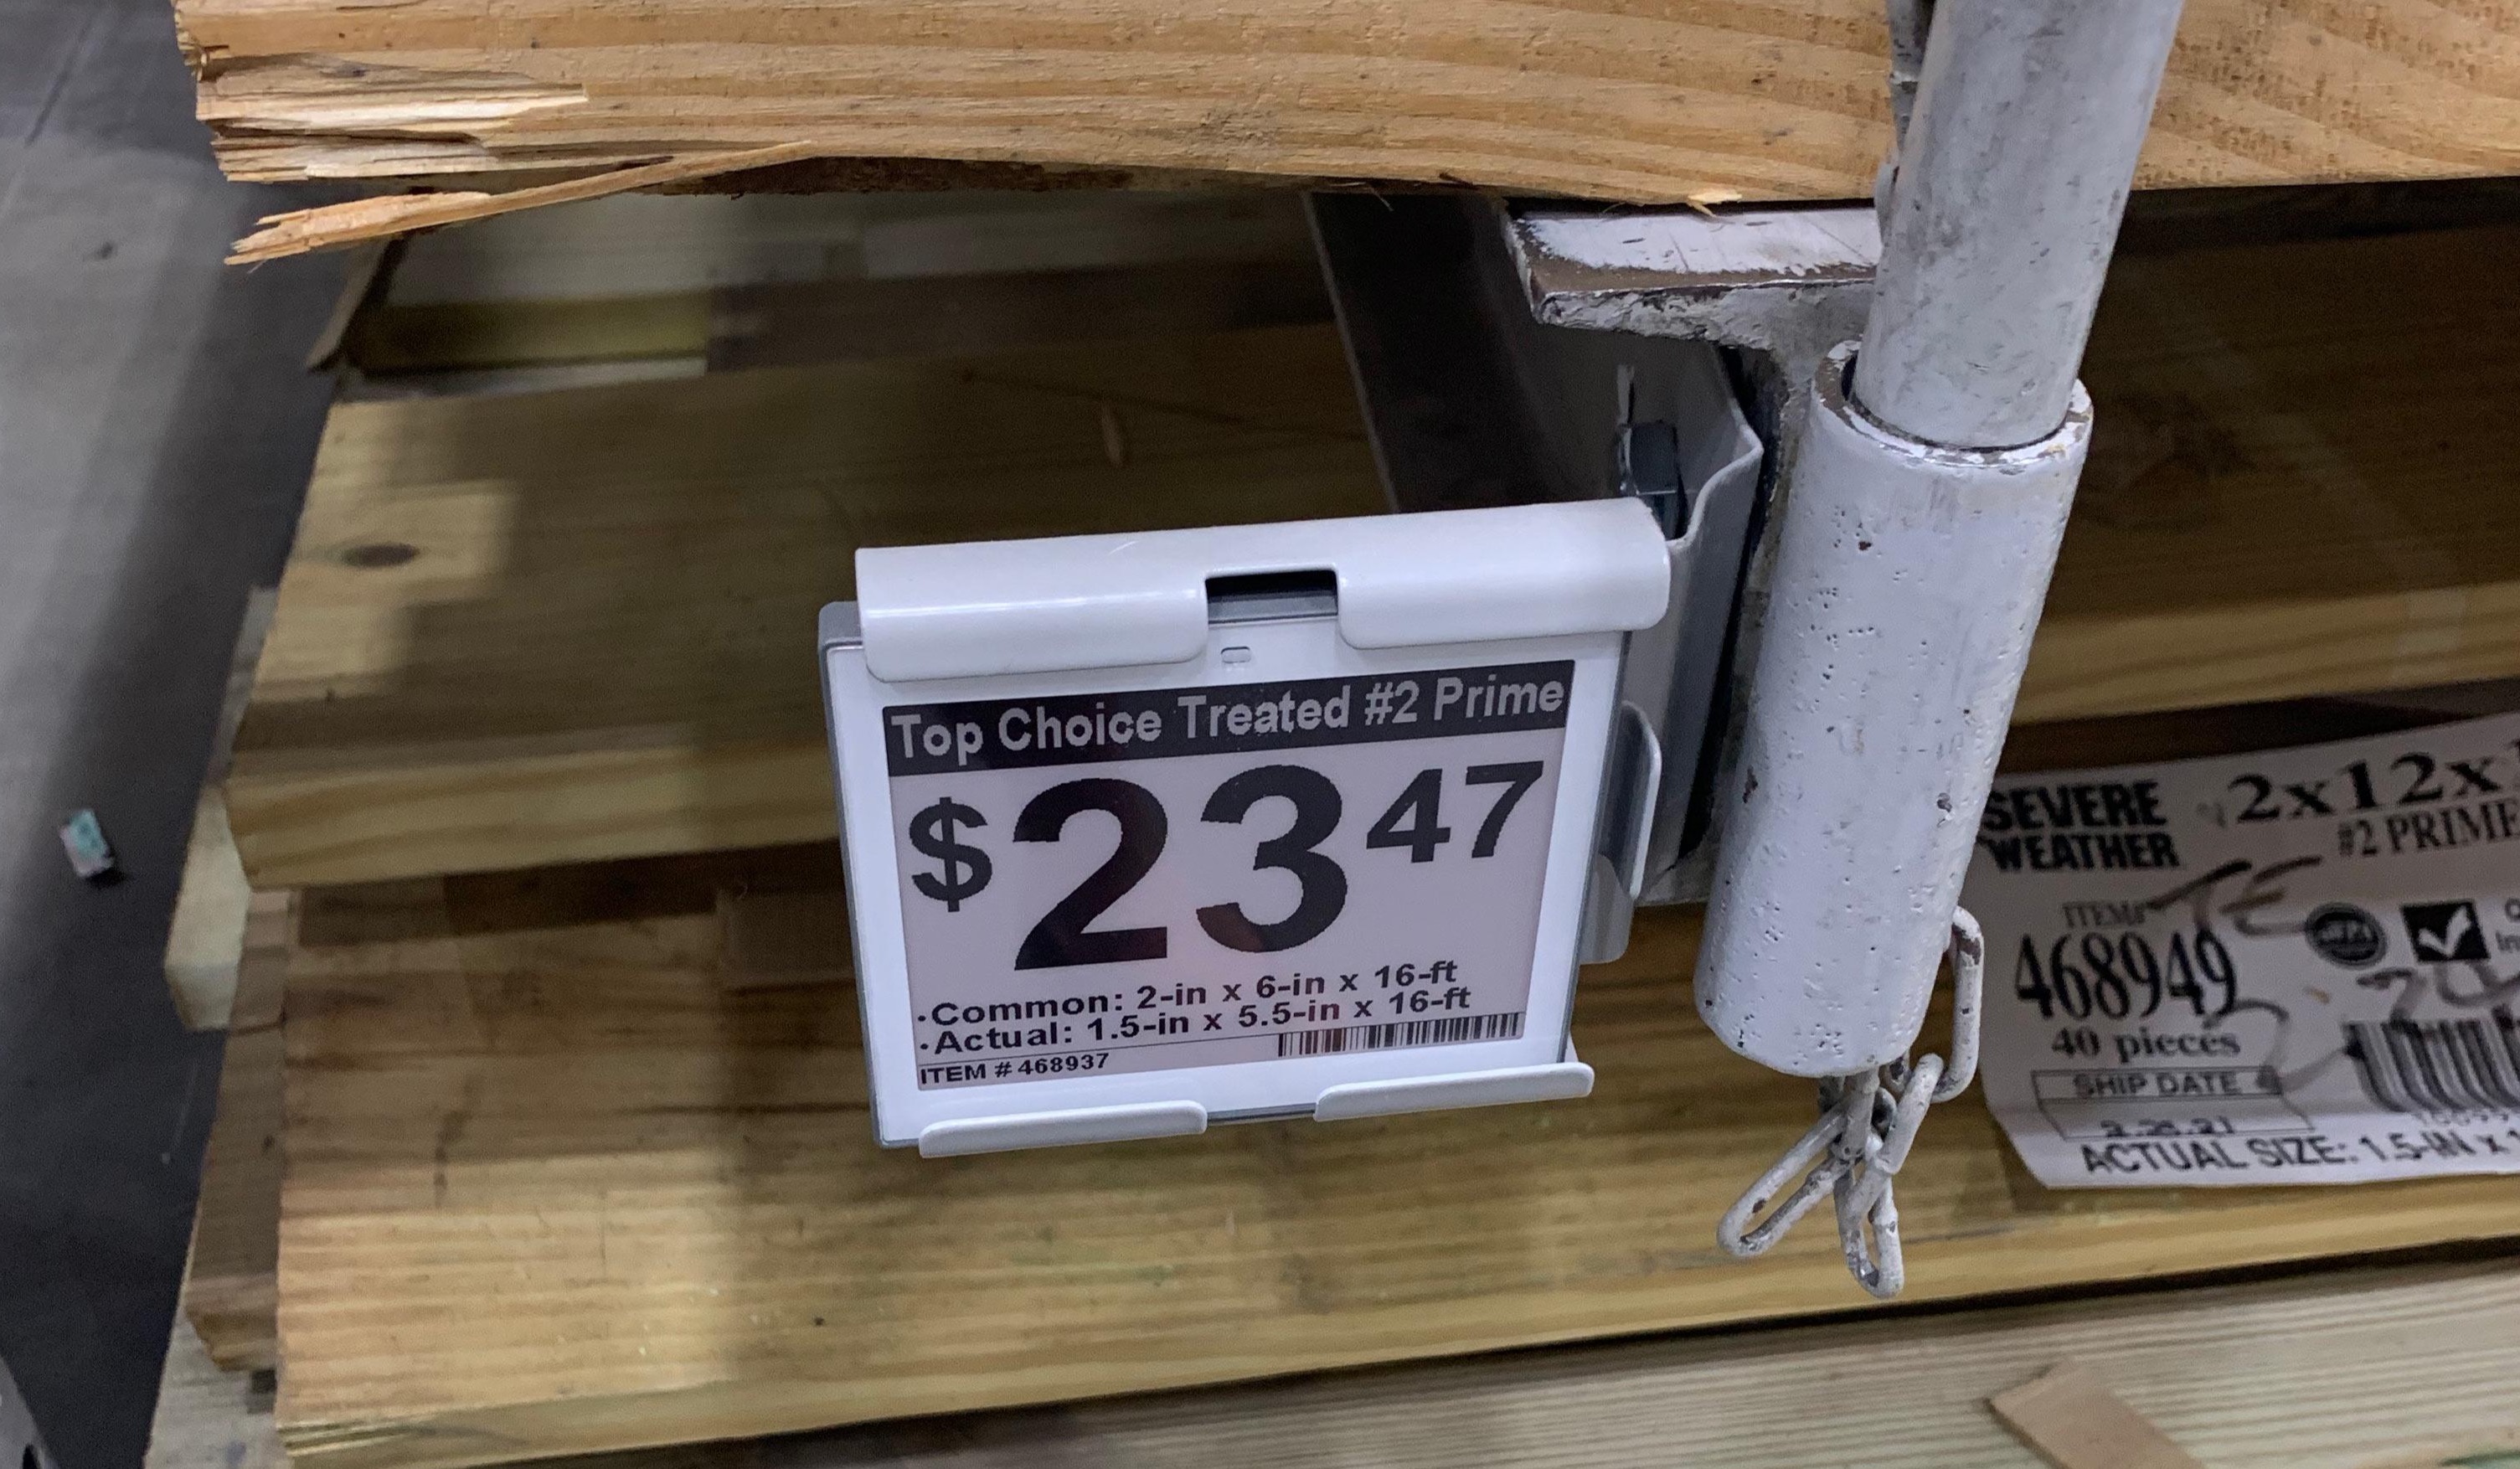 Top Choice Treated #2 Prime
$23 47
·Common: 2-in x 6-in x 16-ft
·Actual: 1.5-in x 5.5-in x 16-ft
ITEM # 468937
SEVERE
WEATHER
2x12x
#2 PRIME
ITEM#
468949
40 pieces
SHIP DATE
ACTUAL SIZE: 1.5-IN x